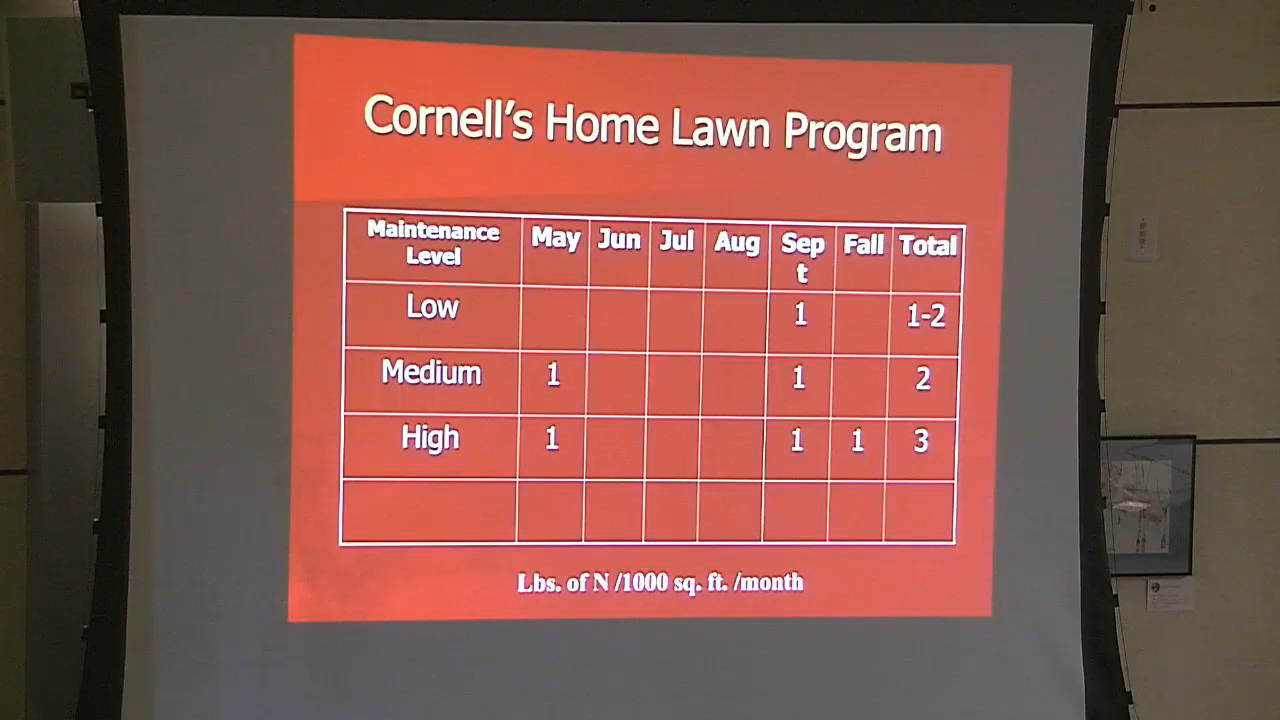 Cornell's Home Lawn Program
Maintenance Level May Jun Jul Aug Sept Fall Total
Low 1 1-2
Medium 1 1 2
High 1 1 1 3
Lbs. of N /1000 sq. ft. /month